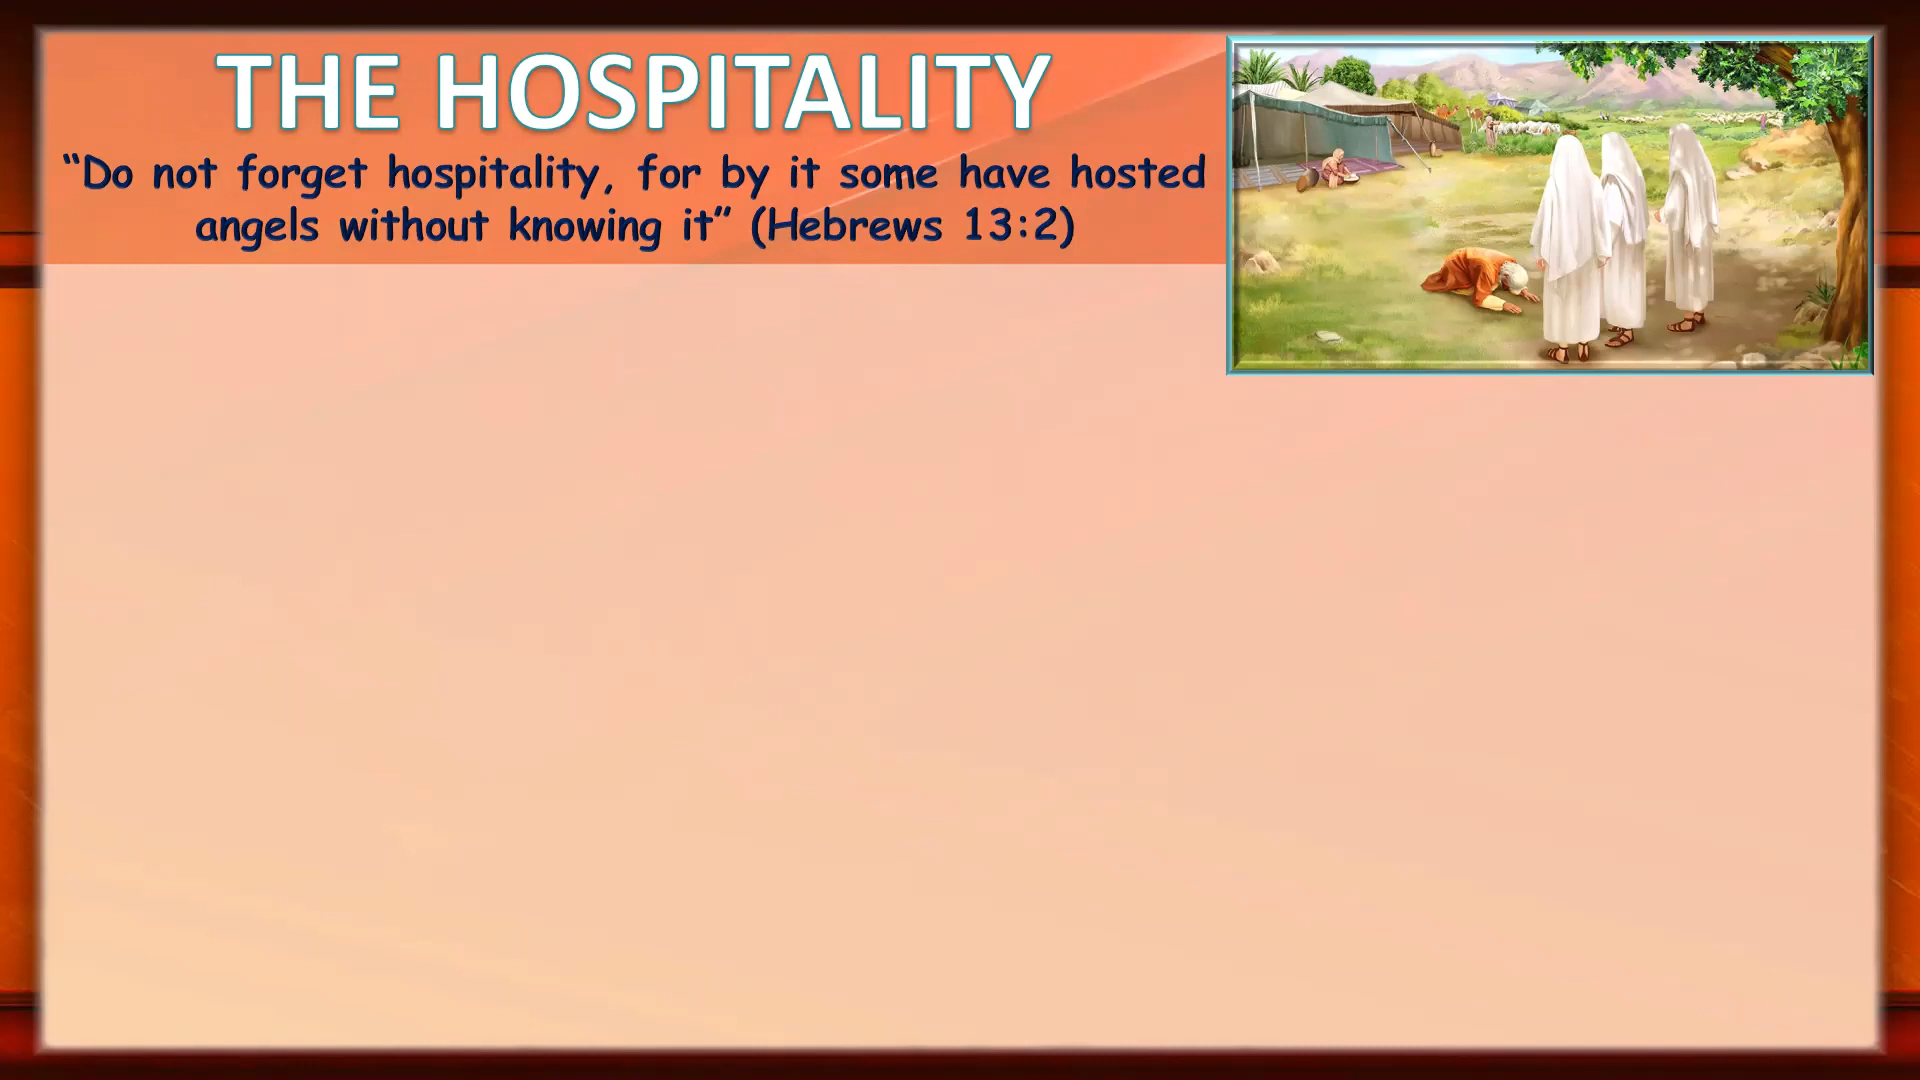 THE HOSPITALITY
“Do not forget hospitality, for by it some have hosted
angels without knowing it” (Hebrews 13:2)